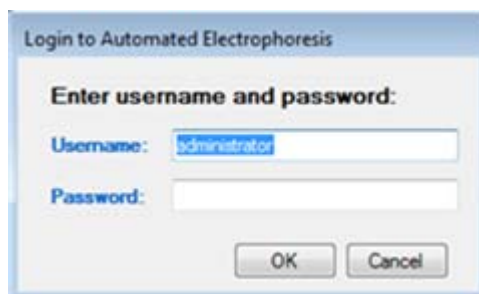 Login to Automated Electrophoresis
Enter username and password:
Username: administrator
Password:
OK Cancel